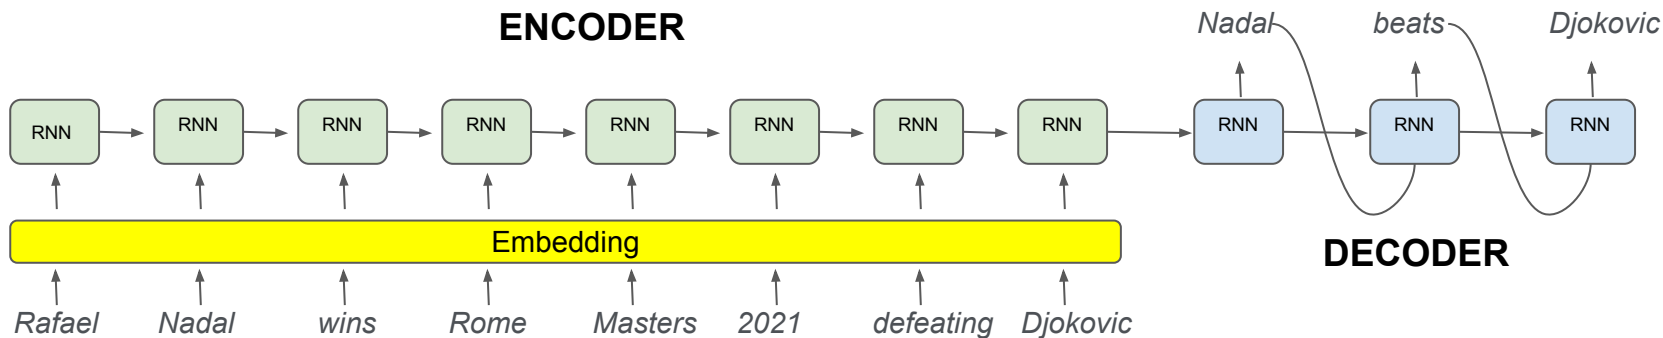 ENCODER
Nadal beats Djokovic
RNN RNN RNN RNN RNN RNN RNN RNN RNN RNN RNN
Embedding
DECODER
Rafael Nadal wins Rome Masters 2021 defeating Djokovic